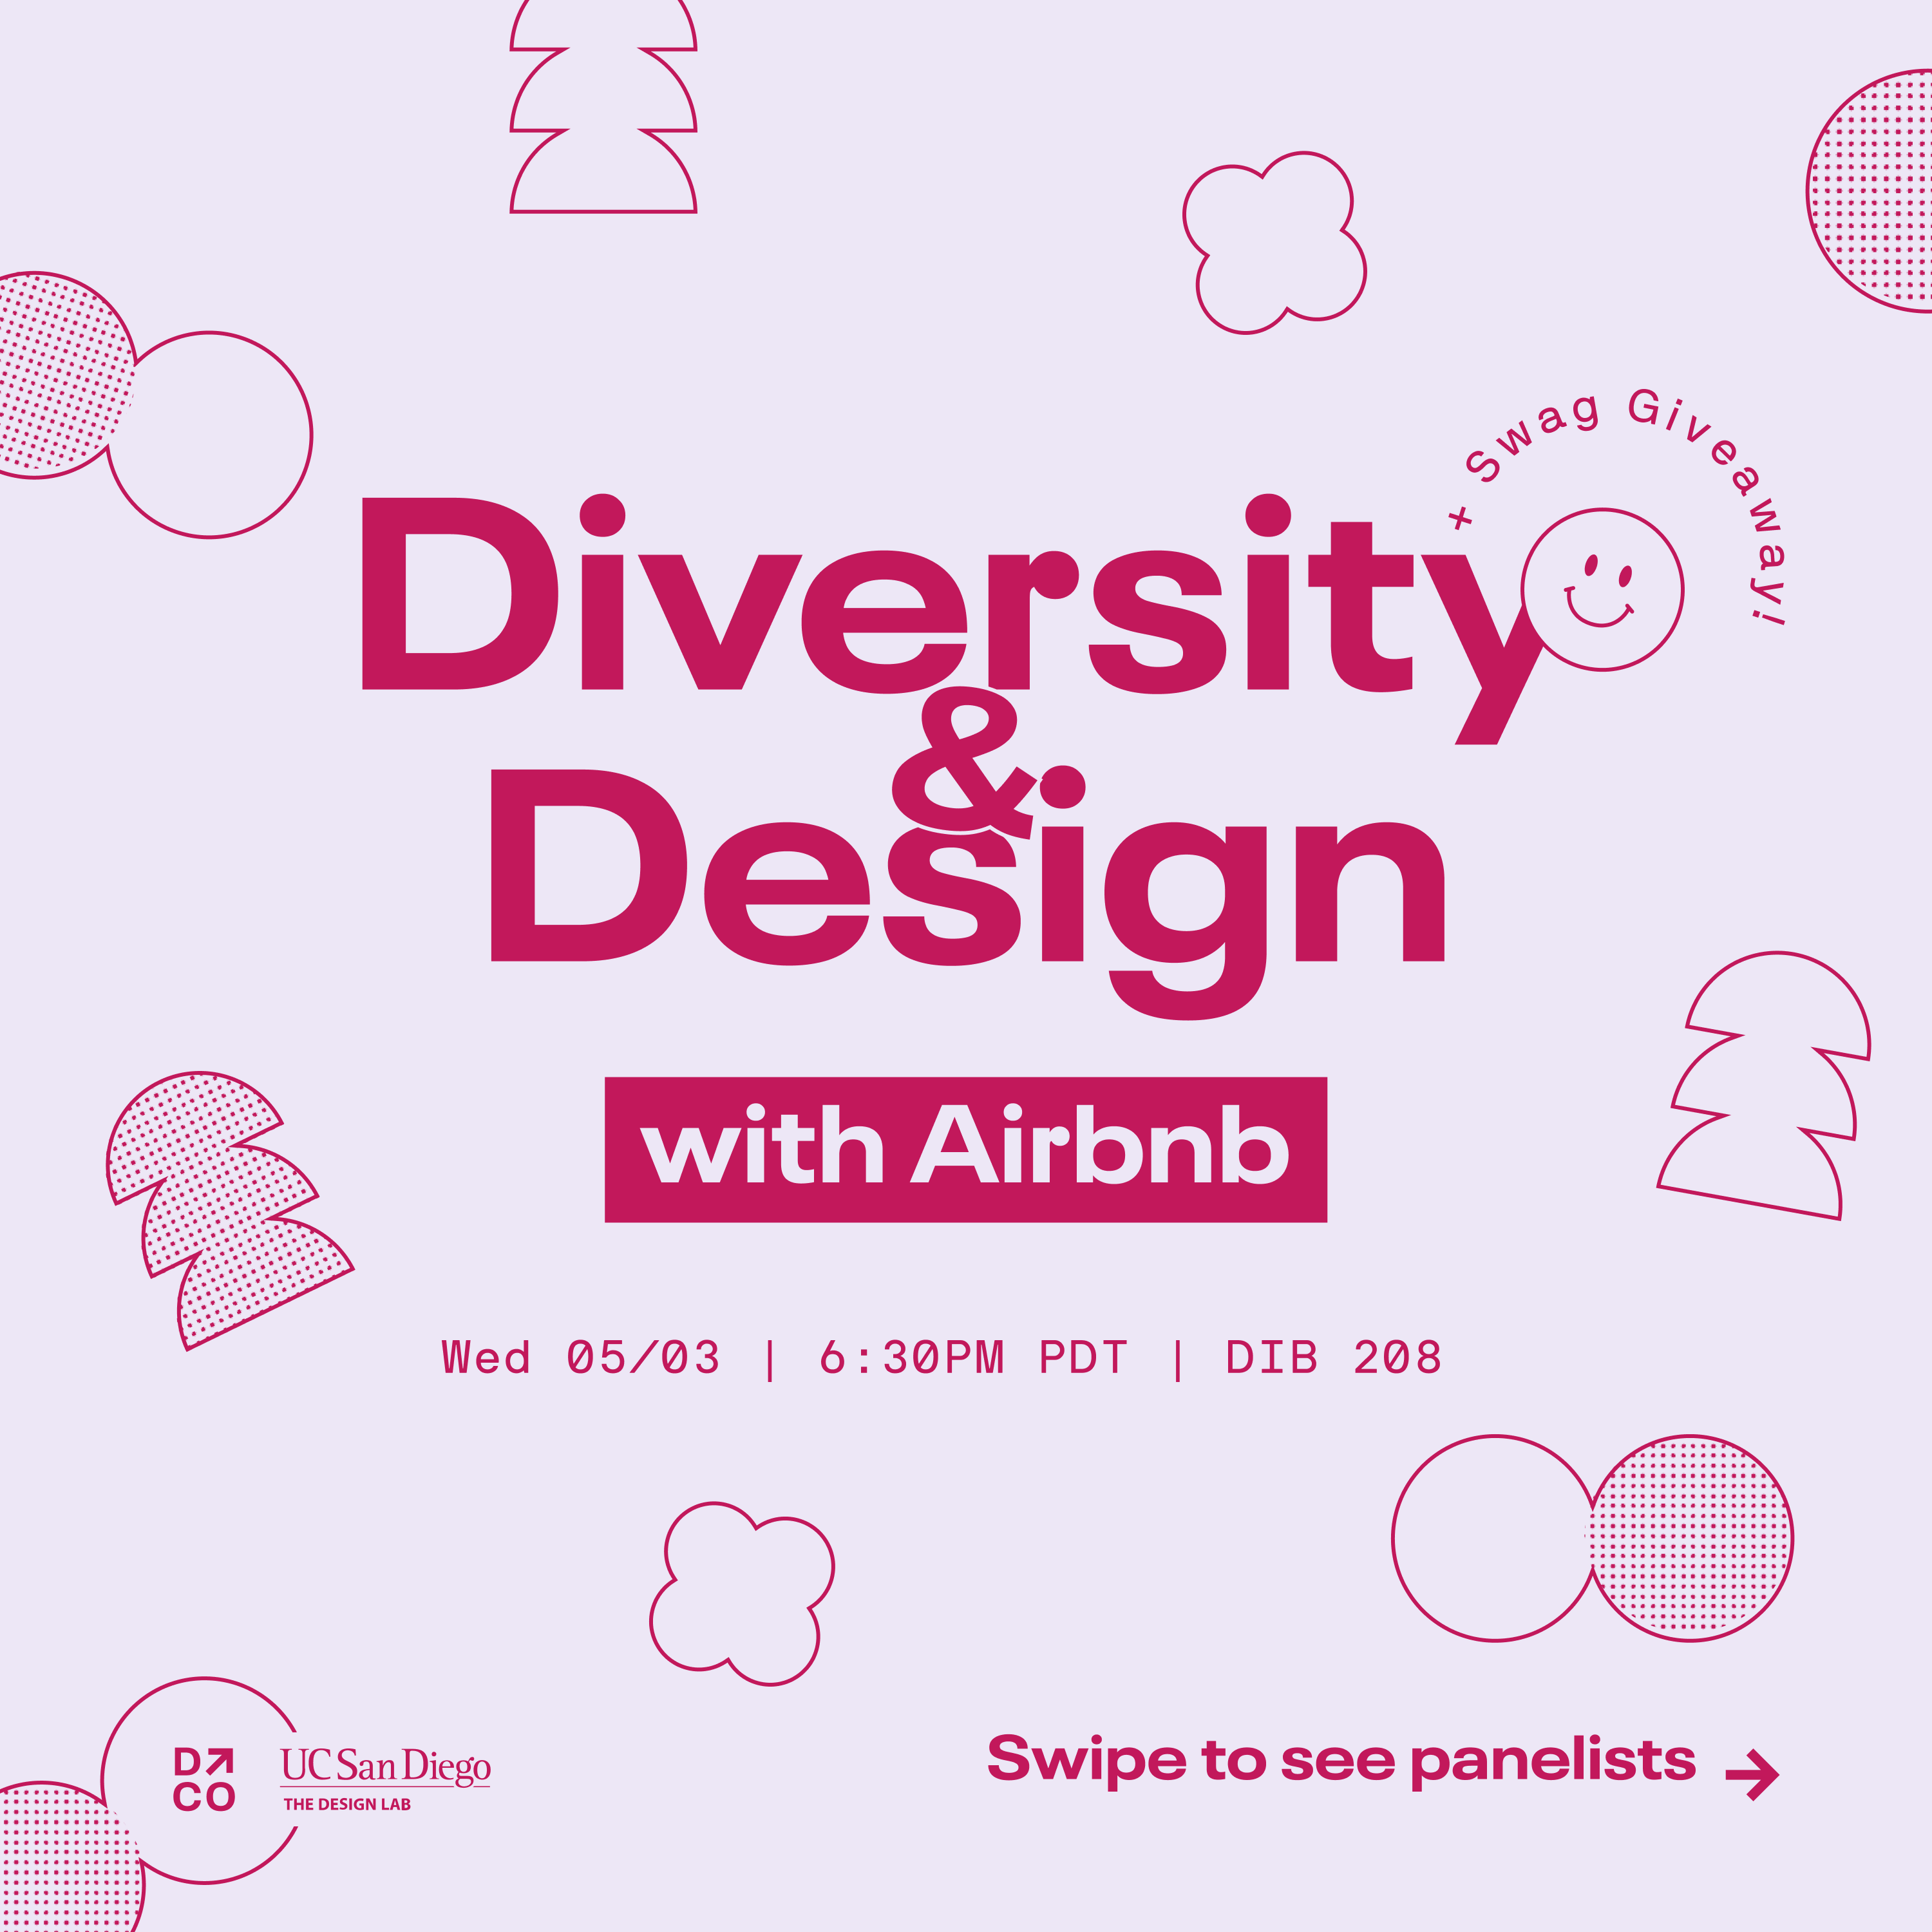 + Swag Giveaway!
Diversity
&
Design
with Airbnb
Wed 05/03 | 6:30PM PDT | DIB 208
D↗
CO
UC San Diego
THE DESIGN LAB
Swipe to see panelists →